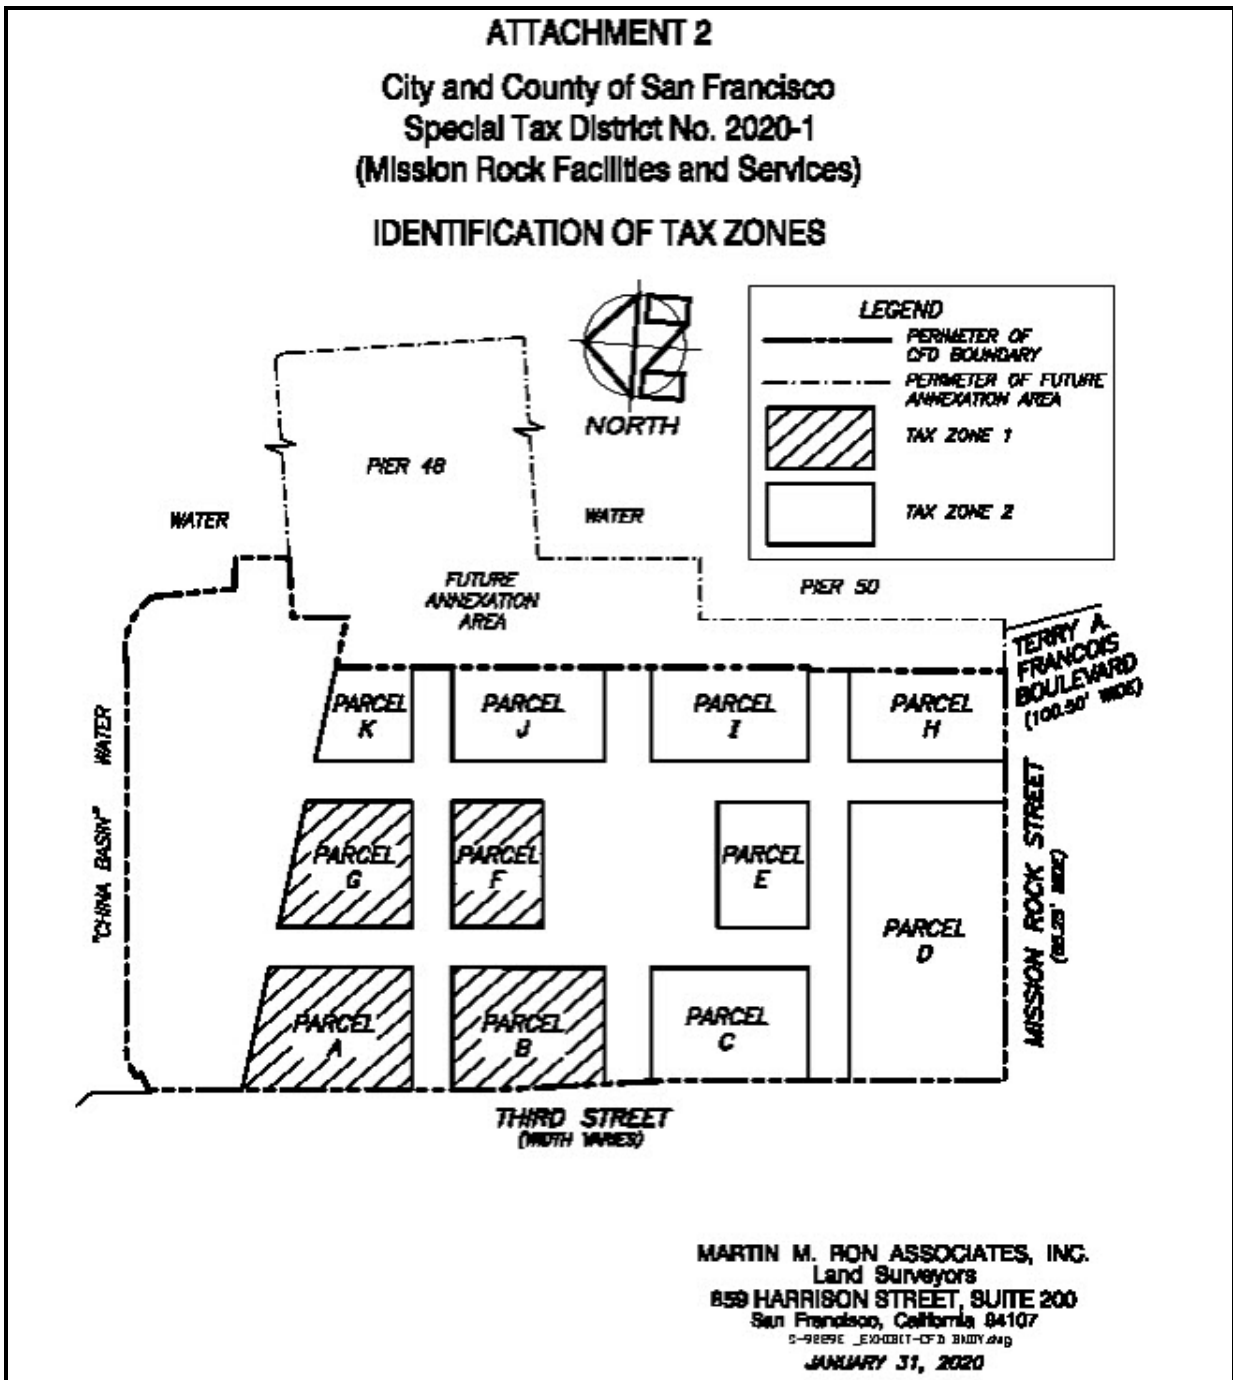 ATTACHMENT 2
City and County of San Francisco
Special Tax District No. 2020-1
(Mission Rock Facilities and Services)
IDENTIFICATION OF TAX ZONES
NORTH
LEGEND
PERIMETER OF
CFD BOUNDARY
PERIMETER OF FUTURE
ANNEXATION AREA
TAX ZONE 1
TAX ZONE 2
PIER 48
WATER
WATER
FUTURE
ANNEXATION
AREA
PIER 50
TERRY A.
FRANCOIS
BOULEVARD
(100.50' WIDE)
WATER
"CHINA BASIN"
PARCEL
K
PARCEL
J
PARCEL
I
PARCEL
H
PARCEL
G
PARCEL
F
PARCEL
E
PARCEL
D
PARCEL
A
PARCEL
B
PARCEL
C
MISSION ROCK STREET
WIDE)
THIRD STREET
(WIDTH VARIES)
MARTIN M. RON ASSOCIATES, INC.
Land Surveyors
859 HARRISON STREET, SUITE 200
San Francisco, California 94107
JANUARY 31, 2020